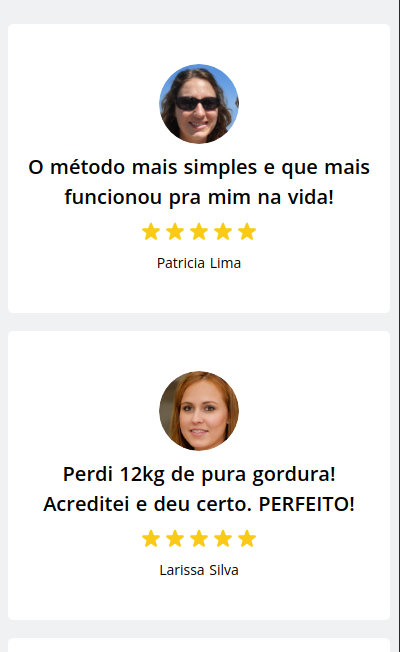 O método mais simples e que mais
funcionou pra mim na vida!
Patricia Lima
Perdi 12kg de pura gordura!
Acreditei e deu certo. PERFEITO!
Larissa Silva